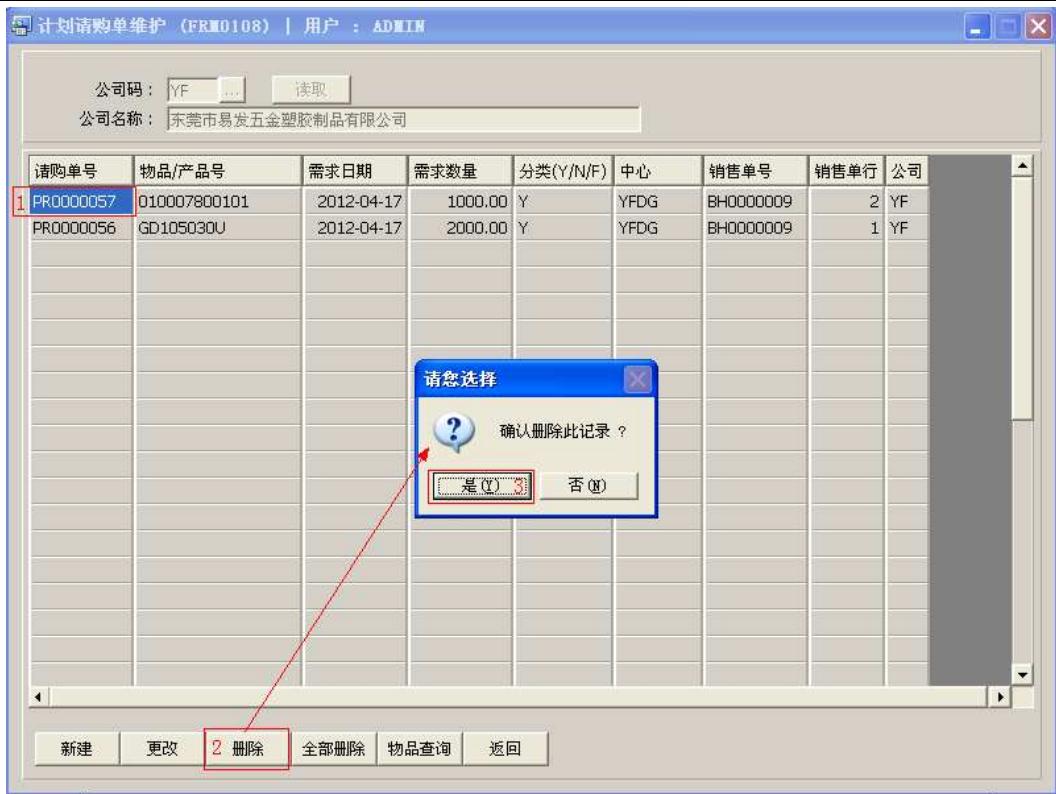 计划请购单维护 (FRM0108) | 用户 : ADMIN
公司码： YF ... 读取
公司名称： 东莞市易发五金塑胶制品有限公司
请购单号 物品/产品号 需求日期 需求数量 分类(Y/N/F) 中心 销售单号 销售单行 公司
1 PR0000057 010007800101 2012-04-17 1000.00 Y YFDG BH0000009 2 YF
PR0000056 GD105030U 2012-04-17 2000.00 Y YFDG BH0000009 1 YF
请您选择
确认删除此记录 ?
是(Y) 3 否(N)
新建 更改 2 删除 全部删除 物品查询 返回